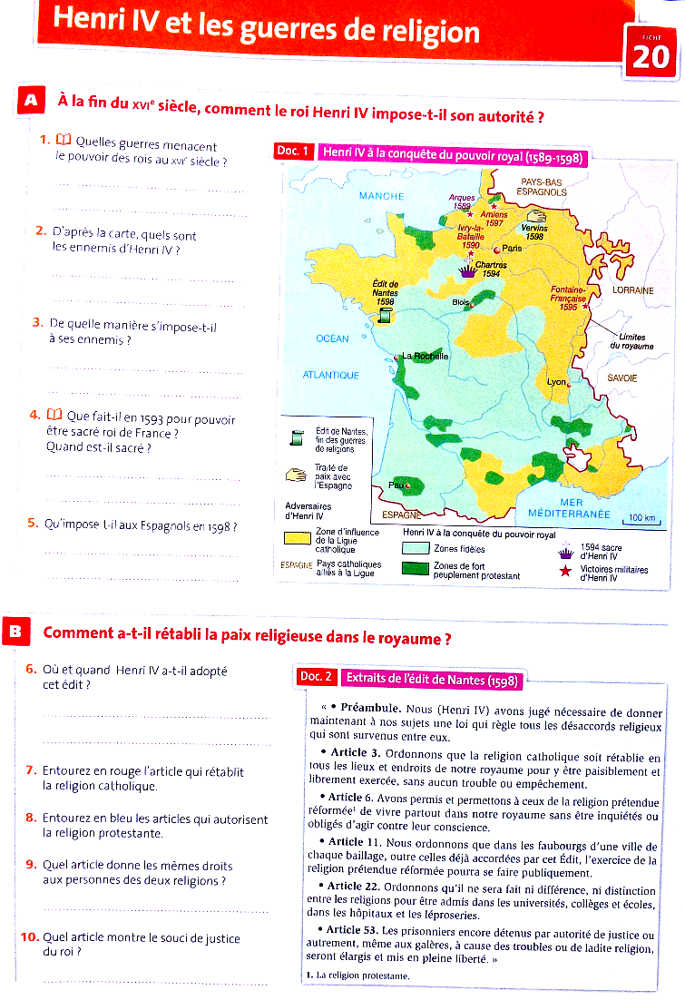 Henri IV et les guerres de religion
FICHE
20
A
À la fin du XVIe siècle, comment le roi Henri IV impose-t-il son autorité ?
1. Quelles guerres menacent
le pouvoir des rois au XVIe siècle ?
2. D'après la carte, quels sont
les ennemis d'Henri IV ?
3. De quelle manière s'impose-t-il
à ses ennemis ?
4. Que fait-il en 1593 pour pouvoir
être sacré roi de France ?
Quand est-il sacré ?
5. Qu'impose t-il aux Espagnols en 1598 ?
Doc. 1 Henri IV à la conquête du pouvoir royal (1589-1598)
MANCHE
PAYS-BAS
ESPAGNOLS
Arques
1589
Amiens
1597
Vervins
1598
Ivry-la-
Bataille
1590
Paris
Chartres
1594
Édit de
Nantes
1598
Blois
Fontaine-
Française
1595
LORRAINE
Limites
du royaume
OCÉAN
ATLANTIQUE
La Rochelle
Lyon
SAVOIE
Pau
ESPAGNE
MER
MÉDITERRANÉE
100 km
Édit de Nantes,
fin des guerres
de religions
Traité de
paix avec
l'Espagne
Adversaires
d'Henri IV
Zone d'influence
de la Ligue
catholique
ESPAGNE Pays catholiques
alliés à la Ligue
Henri IV à la conquête du pouvoir royal
Zones fidèles
Zones de fort
peuplement protestant
1594 sacre
d'Henri IV
Victoires militaires
d'Henri IV
B
Comment a-t-il rétabli la paix religieuse dans le royaume ?
6. Où et quand Henri IV a-t-il adopté
cet édit ?
7. Entourez en rouge l'article qui rétablit
la religion catholique.
8. Entourez en bleu les articles qui autorisent
la religion protestante.
9. Quel article donne les mêmes droits
aux personnes des deux religions ?
10. Quel article montre le souci de justice
du roi ?
Doc. 2 Extraits de l'édit de Nantes (1598)
« • Préambule. Nous (Henri IV) avons jugé nécessaire de donner
maintenant à nos sujets une loi qui règle tous les désaccords religieux
qui sont survenus entre eux.
• Article 3. Ordonnons que la religion catholique soit rétablie en
tous les lieux et endroits de notre royaume pour y être paisiblement et
librement exercée, sans aucun trouble ou empêchement.
• Article 6. Avons permis et permettons à ceux de la religion prétendue
réformée1 de vivre partout dans notre royaume sans être inquiétés ou
obligés d'agir contre leur conscience.
• Article 11. Nous ordonnons que dans les faubourgs d'une ville de
chaque baillage, outre celles déjà accordées par cet Édit, l'exercice de la
religion prétendue réformée pourra se faire publiquement.
• Article 22. Ordonnons qu'il ne sera fait ni différence, ni distinction
entre les religions pour être admis dans les universités, collèges et écoles,
dans les hôpitaux et les léproseries.
• Article 53. Les prisonniers encore détenus par autorité de justice ou
autrement, même aux galères, à cause des troubles ou de ladite religion,
seront élargis et mis en pleine liberté. »
1. La religion protestante.